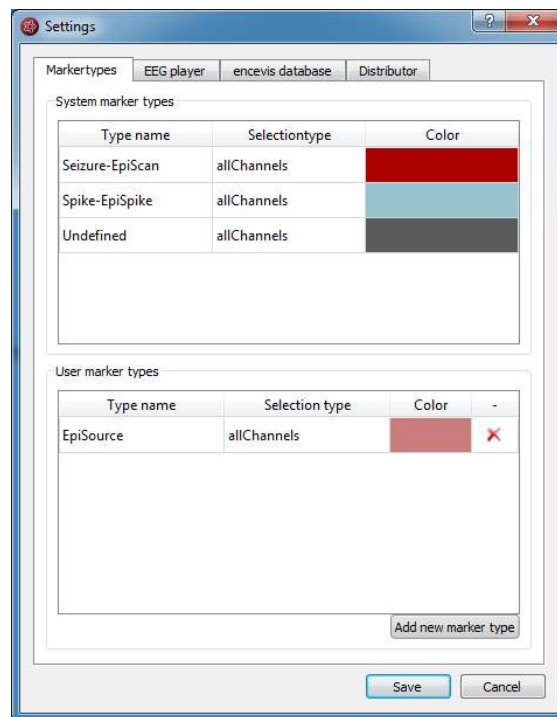 Settings
Markertypes EEG player encevis database Distributor
System marker types
Type name Selectiontype Color
Seizure-EpiScan allChannels
Spike-EpiSpike allChannels
Undefined allChannels
User marker types
Type name Selection type Color -
EpiSource allChannels
Add new marker type
Save Cancel